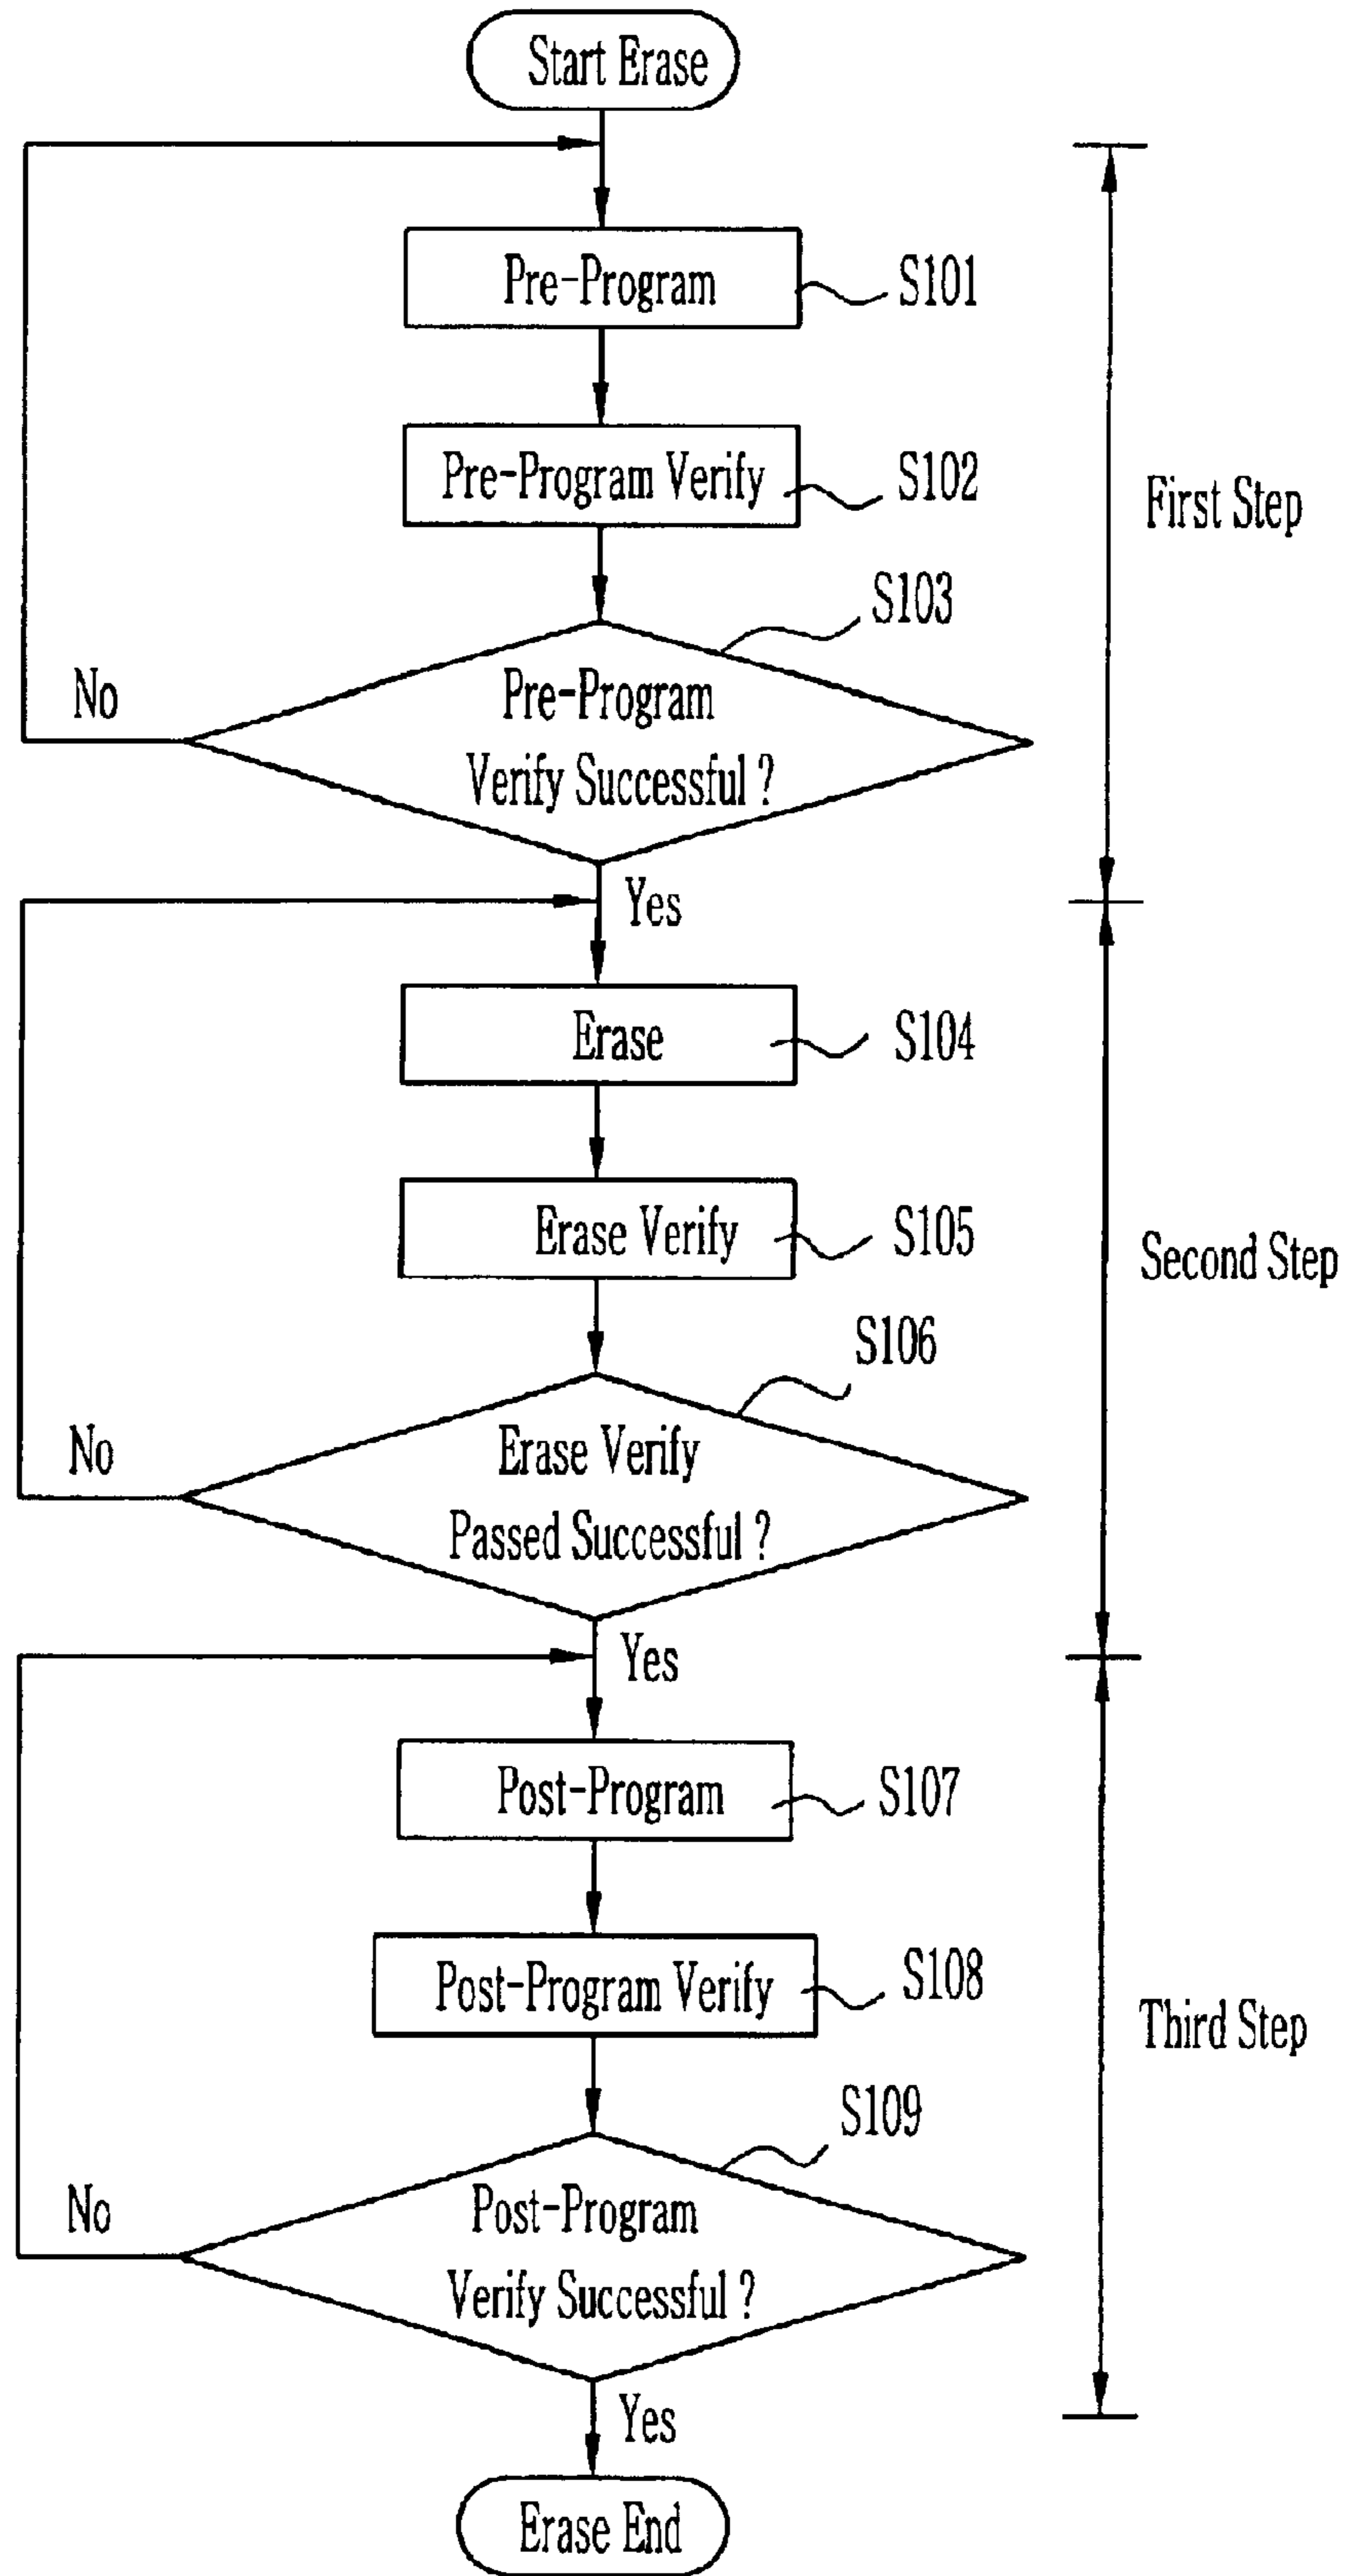 Start Erase
Pre-Program
S101
Pre-Program Verify
S102
First Step
S103
Pre-Program
Verify Successful ?
No
Yes
Erase
S104
Erase Verify
S105
Second Step
S106
Erase Verify
Passed Successful ?
No
Yes
Post-Program
S107
Post-Program Verify
S108
Third Step
S109
Post-Program
Verify Successful ?
No
Yes
Erase End